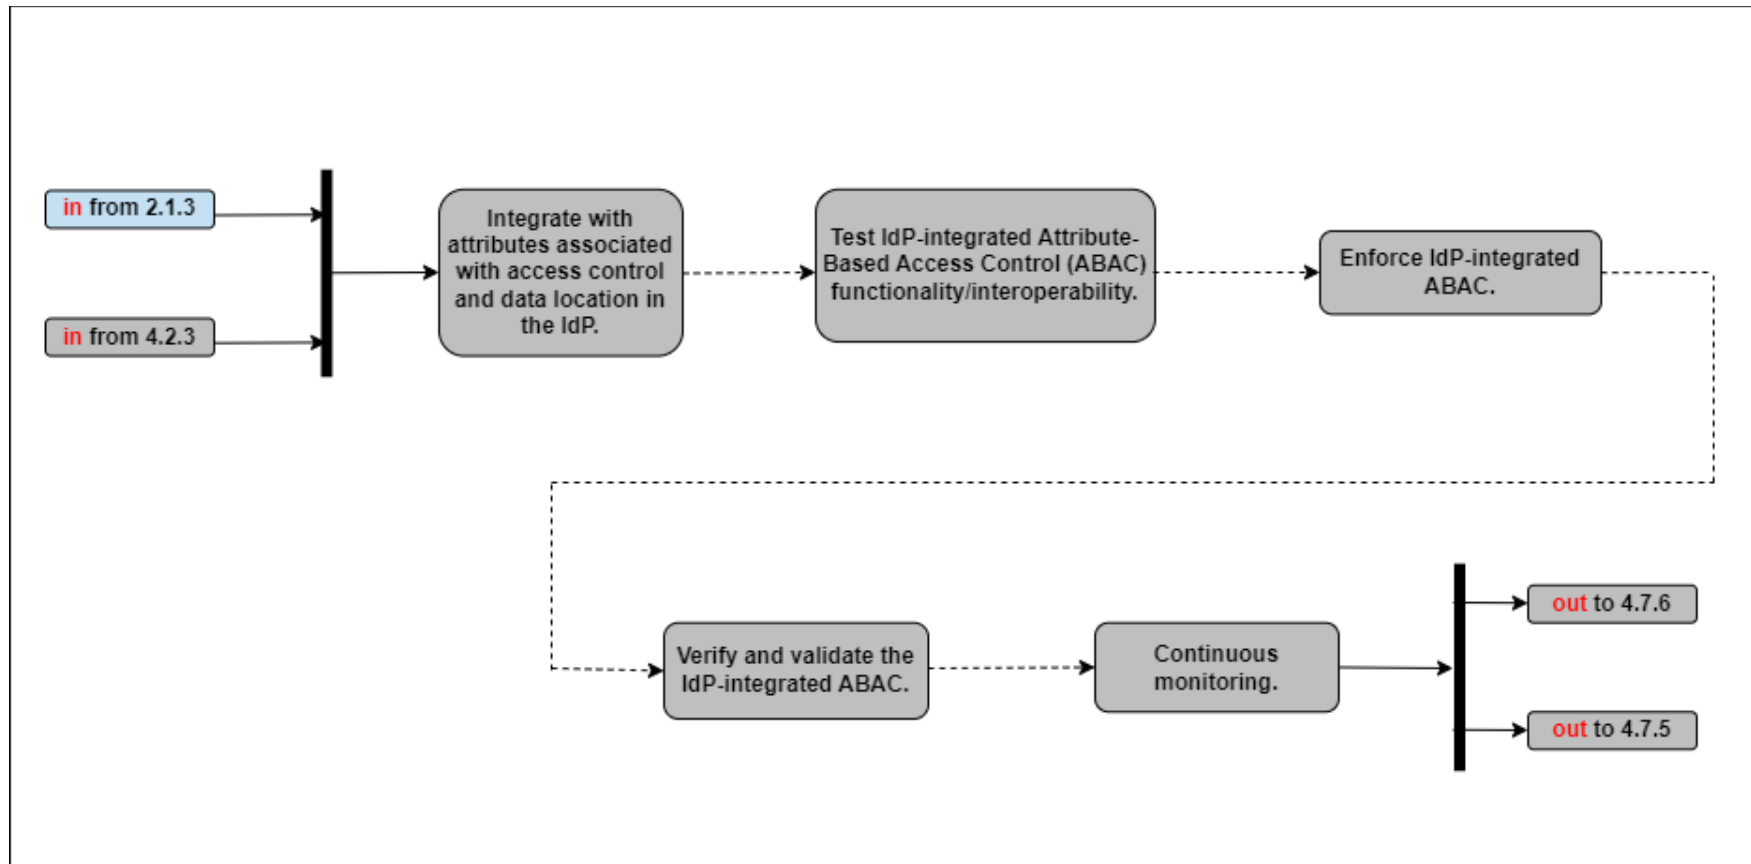 in from 2.1.3
in from 4.2.3
Integrate with
attributes associated
with access control
and data location in
the IdP.
Test IdP-integrated Attribute-
Based Access Control (ABAC)
functionality/interoperability.
Enforce IdP-integrated
ABAC.
Verify and validate the
IdP-integrated ABAC.
Continuous
monitoring.
out to 4.7.6
out to 4.7.5